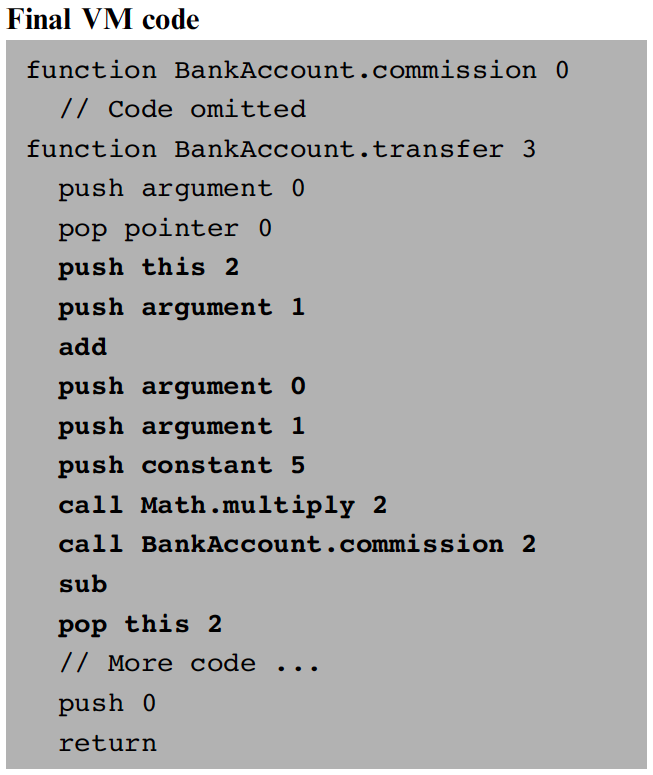 Final VM code
function BankAccount.commission 0
// Code omitted
function BankAccount.transfer 3
push argument 0
pop pointer 0
push this 2
push argument 1
add
push argument 0
push argument 1
push constant 5
call Math.multiply 2
call BankAccount.commission 2
sub
pop this 2
// More code ...
push 0
return